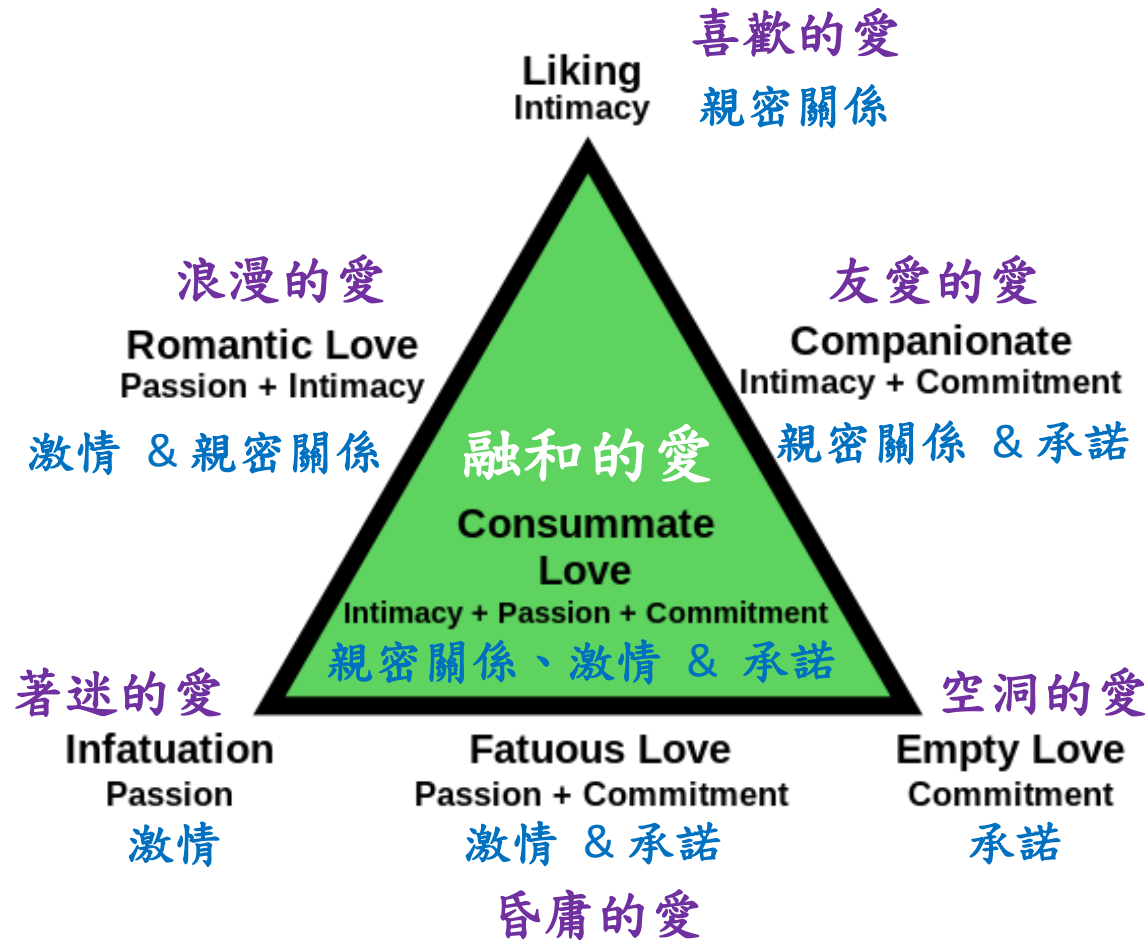 喜歡的愛
Liking
Intimacy
親密關係
浪漫的愛
Romantic Love
Passion + Intimacy
激情 & 親密關係
友愛的愛
Companionate
Intimacy + Commitment
親密關係 & 承諾
融和的愛
Consummate
Love
Intimacy + Passion + Commitment
親密關係、激情 & 承諾
著迷的愛
Infatuation
Passion
激情
Fatuous Love
Passion + Commitment
激情 & 承諾
昏庸的愛
空洞的愛
Empty Love
Commitment
承諾